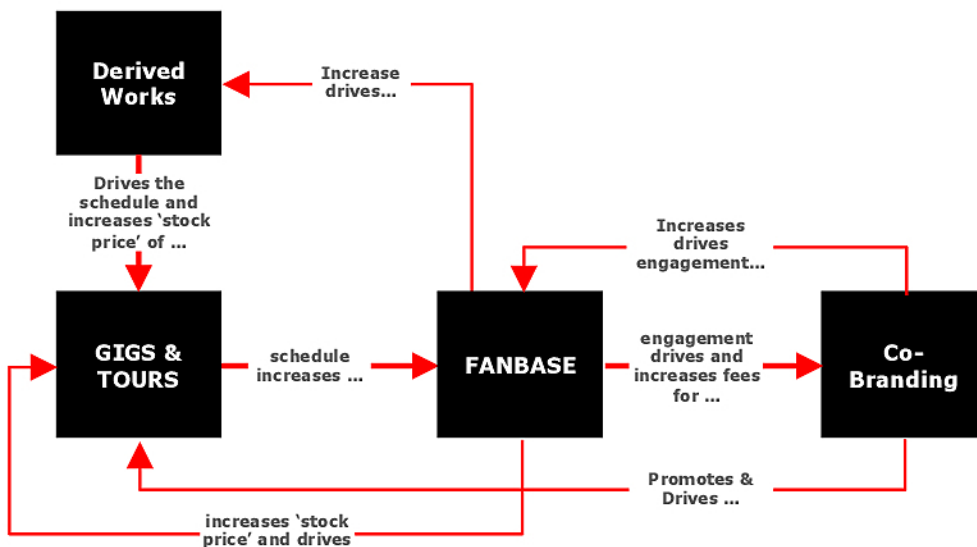 Derived
Works
Increase
drives...
Drives the
schedule and
increases ‘stock
price’ of ...
Increases
drives
engagement...
GIGS &
TOURS
schedule
increases ...
FANBASE
engagement
drives and
increases fees
for ...
Co-
Branding
Promotes &
Drives ...
increases ‘stock
price’ and drives